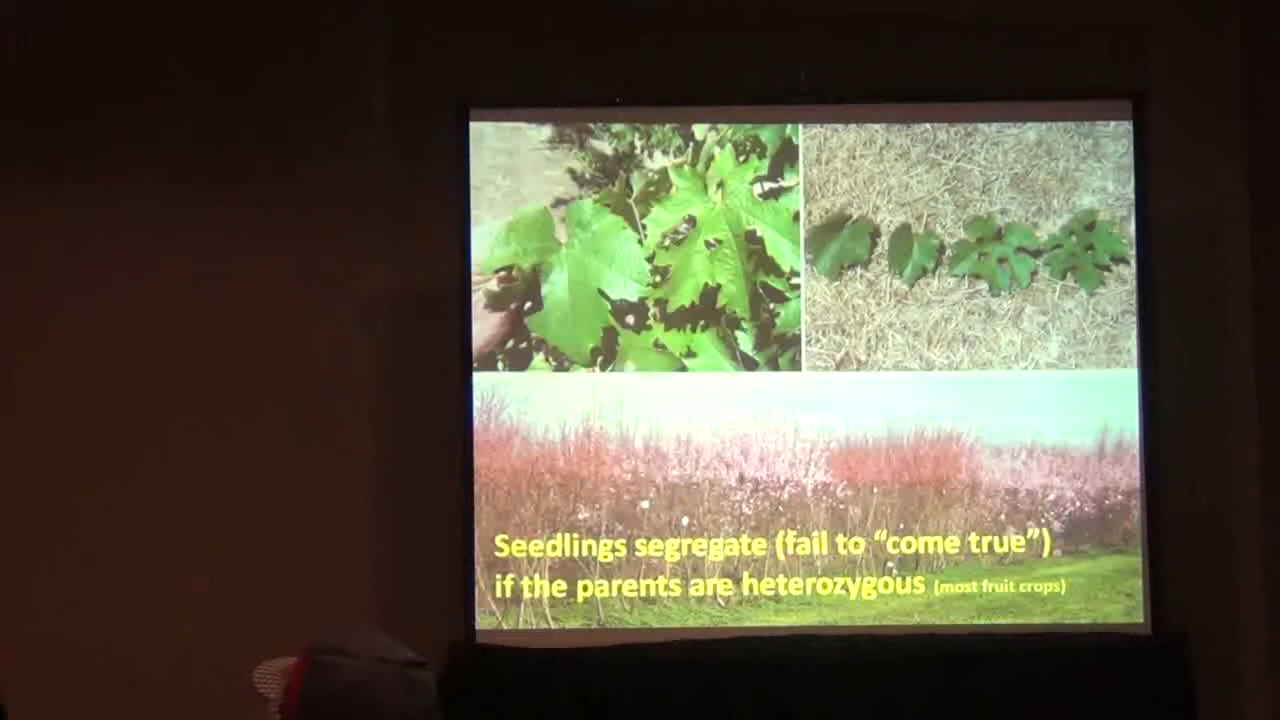 Seedlings segregate (fail to “come true”)
if the parents are heterozygous (most fruit crops)